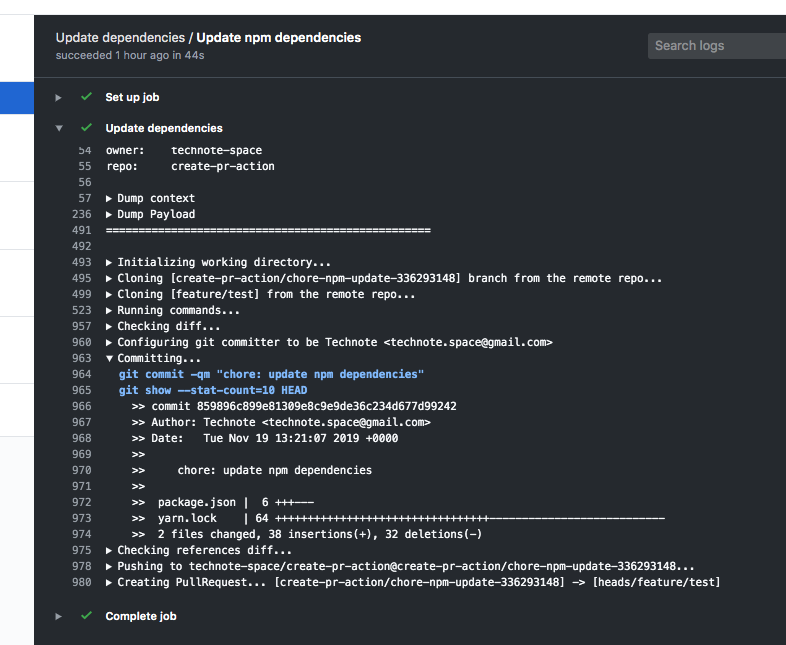 Update dependencies / Update npm dependencies
succeeded 1 hour ago in 44s
Search logs
Set up job
Update dependencies
54 owner: technote-space
55 repo: create-pr-action
56
57 ▶ Dump context
236 ▶ Dump Payload
491 ==================================================
492
493 ▶ Initializing working directory...
495 ▶ Cloning [create-pr-action/chore-npm-update-336293148] branch from the remote repo...
499 ▶ Cloning [feature/test] from the remote repo...
523 ▶ Running commands...
957 ▶ Checking diff...
960 ▶ Configuring git committer to be Technote <technote.space@gmail.com>
963 ▼ Committing...
964 git commit -qm "chore: update npm dependencies"
965 git show --stat-count=10 HEAD
966 >> commit 859896c899e81309e8c9e9de36c234d677d99242
967 >> Author: Technote <technote.space@gmail.com>
968 >> Date:   Tue Nov 19 13:21:07 2019 +0000
969 >>
970 >>     chore: update npm dependencies
971 >>
972 >>  package.json |  6 +++---
973 >>  yarn.lock    | 64 +++++++++++++++++++++++++++++++++---------------------------
974 >>  2 files changed, 38 insertions(+), 32 deletions(-)
975 ▶ Checking references diff...
978 ▶ Pushing to technote-space/create-pr-action@create-pr-action/chore-npm-update-336293148...
980 ▶ Creating PullRequest... [create-pr-action/chore-npm-update-336293148] -> [heads/feature/test]
Complete job